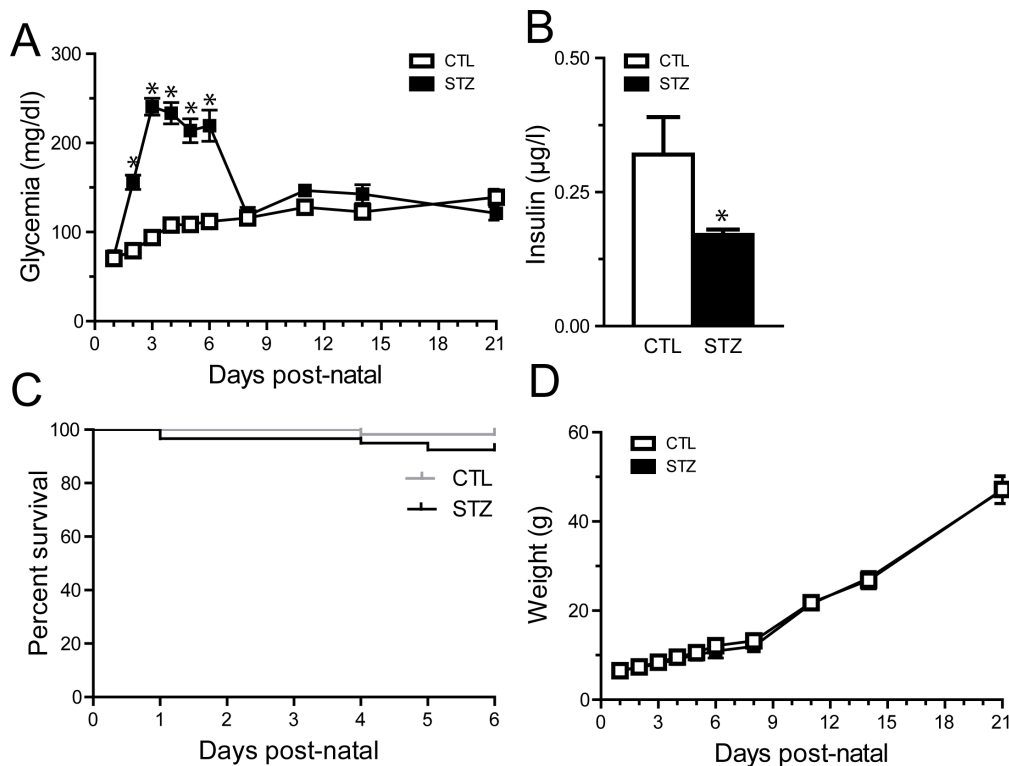 A
Glycemia (mg/dl)
300
200
100
0
CTL
STZ
*
*
*
*
*
0 3 6 9 12 15 18 21
Days post-natal
B
Insulin (µg/l)
0.50
0.25
0.00
CTL
STZ
*
CTL STZ
C
Percent survival
100
80
60
40
20
0
CTL
STZ
0 1 2 3 4 5 6
Days post-natal
D
Weight (g)
60
40
20
0
CTL
STZ
0 3 6 9 12 15 18 21
Days post-natal